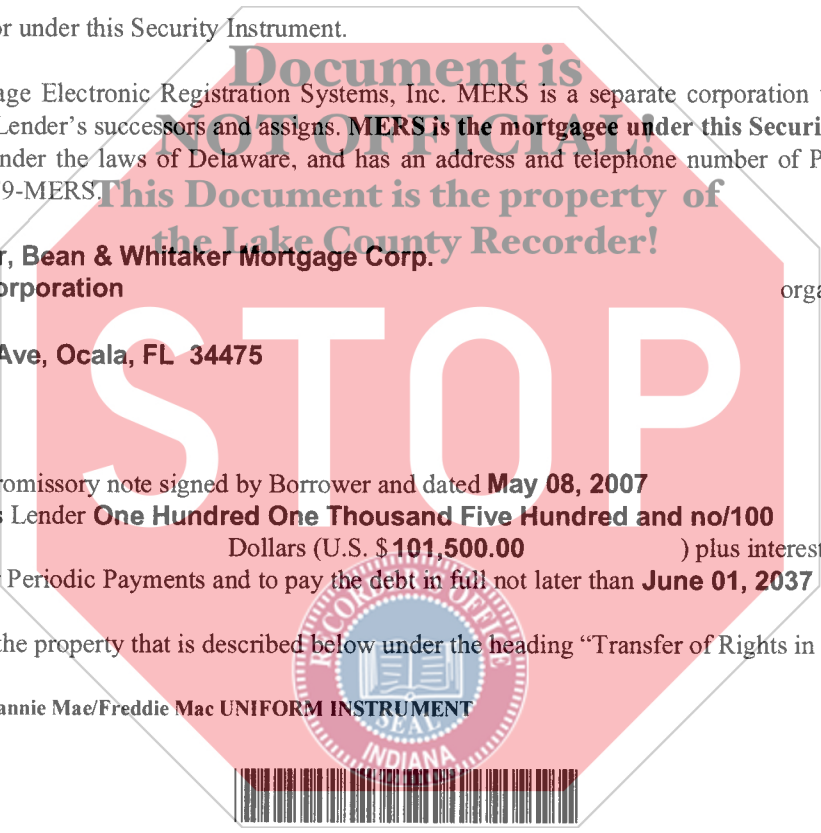 or under this Security Instrument.
Document is
age Electronic Registration Systems, Inc. MERS is a separate corporation
NOT OFFICIAL!
Lender's successors and assigns. MERS is the mortgagee under this Securi
nder the laws of Delaware, and has an address and telephone number of P
9-MERS.
This Document is the property of
the Lake County Recorder!
r, Bean & Whitaker Mortgage Corp.
orporation orga
STOP
Ave, Ocala, FL 34475
romissory note signed by Borrower and dated May 08, 2007
s Lender One Hundred One Thousand Five Hundred and no/100
Dollars (U.S. $ 101,500.00 ) plus interest
Periodic Payments and to pay the debt in full not later than June 01, 2037
RECORDER'S OFFICE
the property that is described below under the heading "Transfer of Rights in
annie Mae/Freddie Mac UNIFORM INSTRUMENT
SEAL
INDIANA